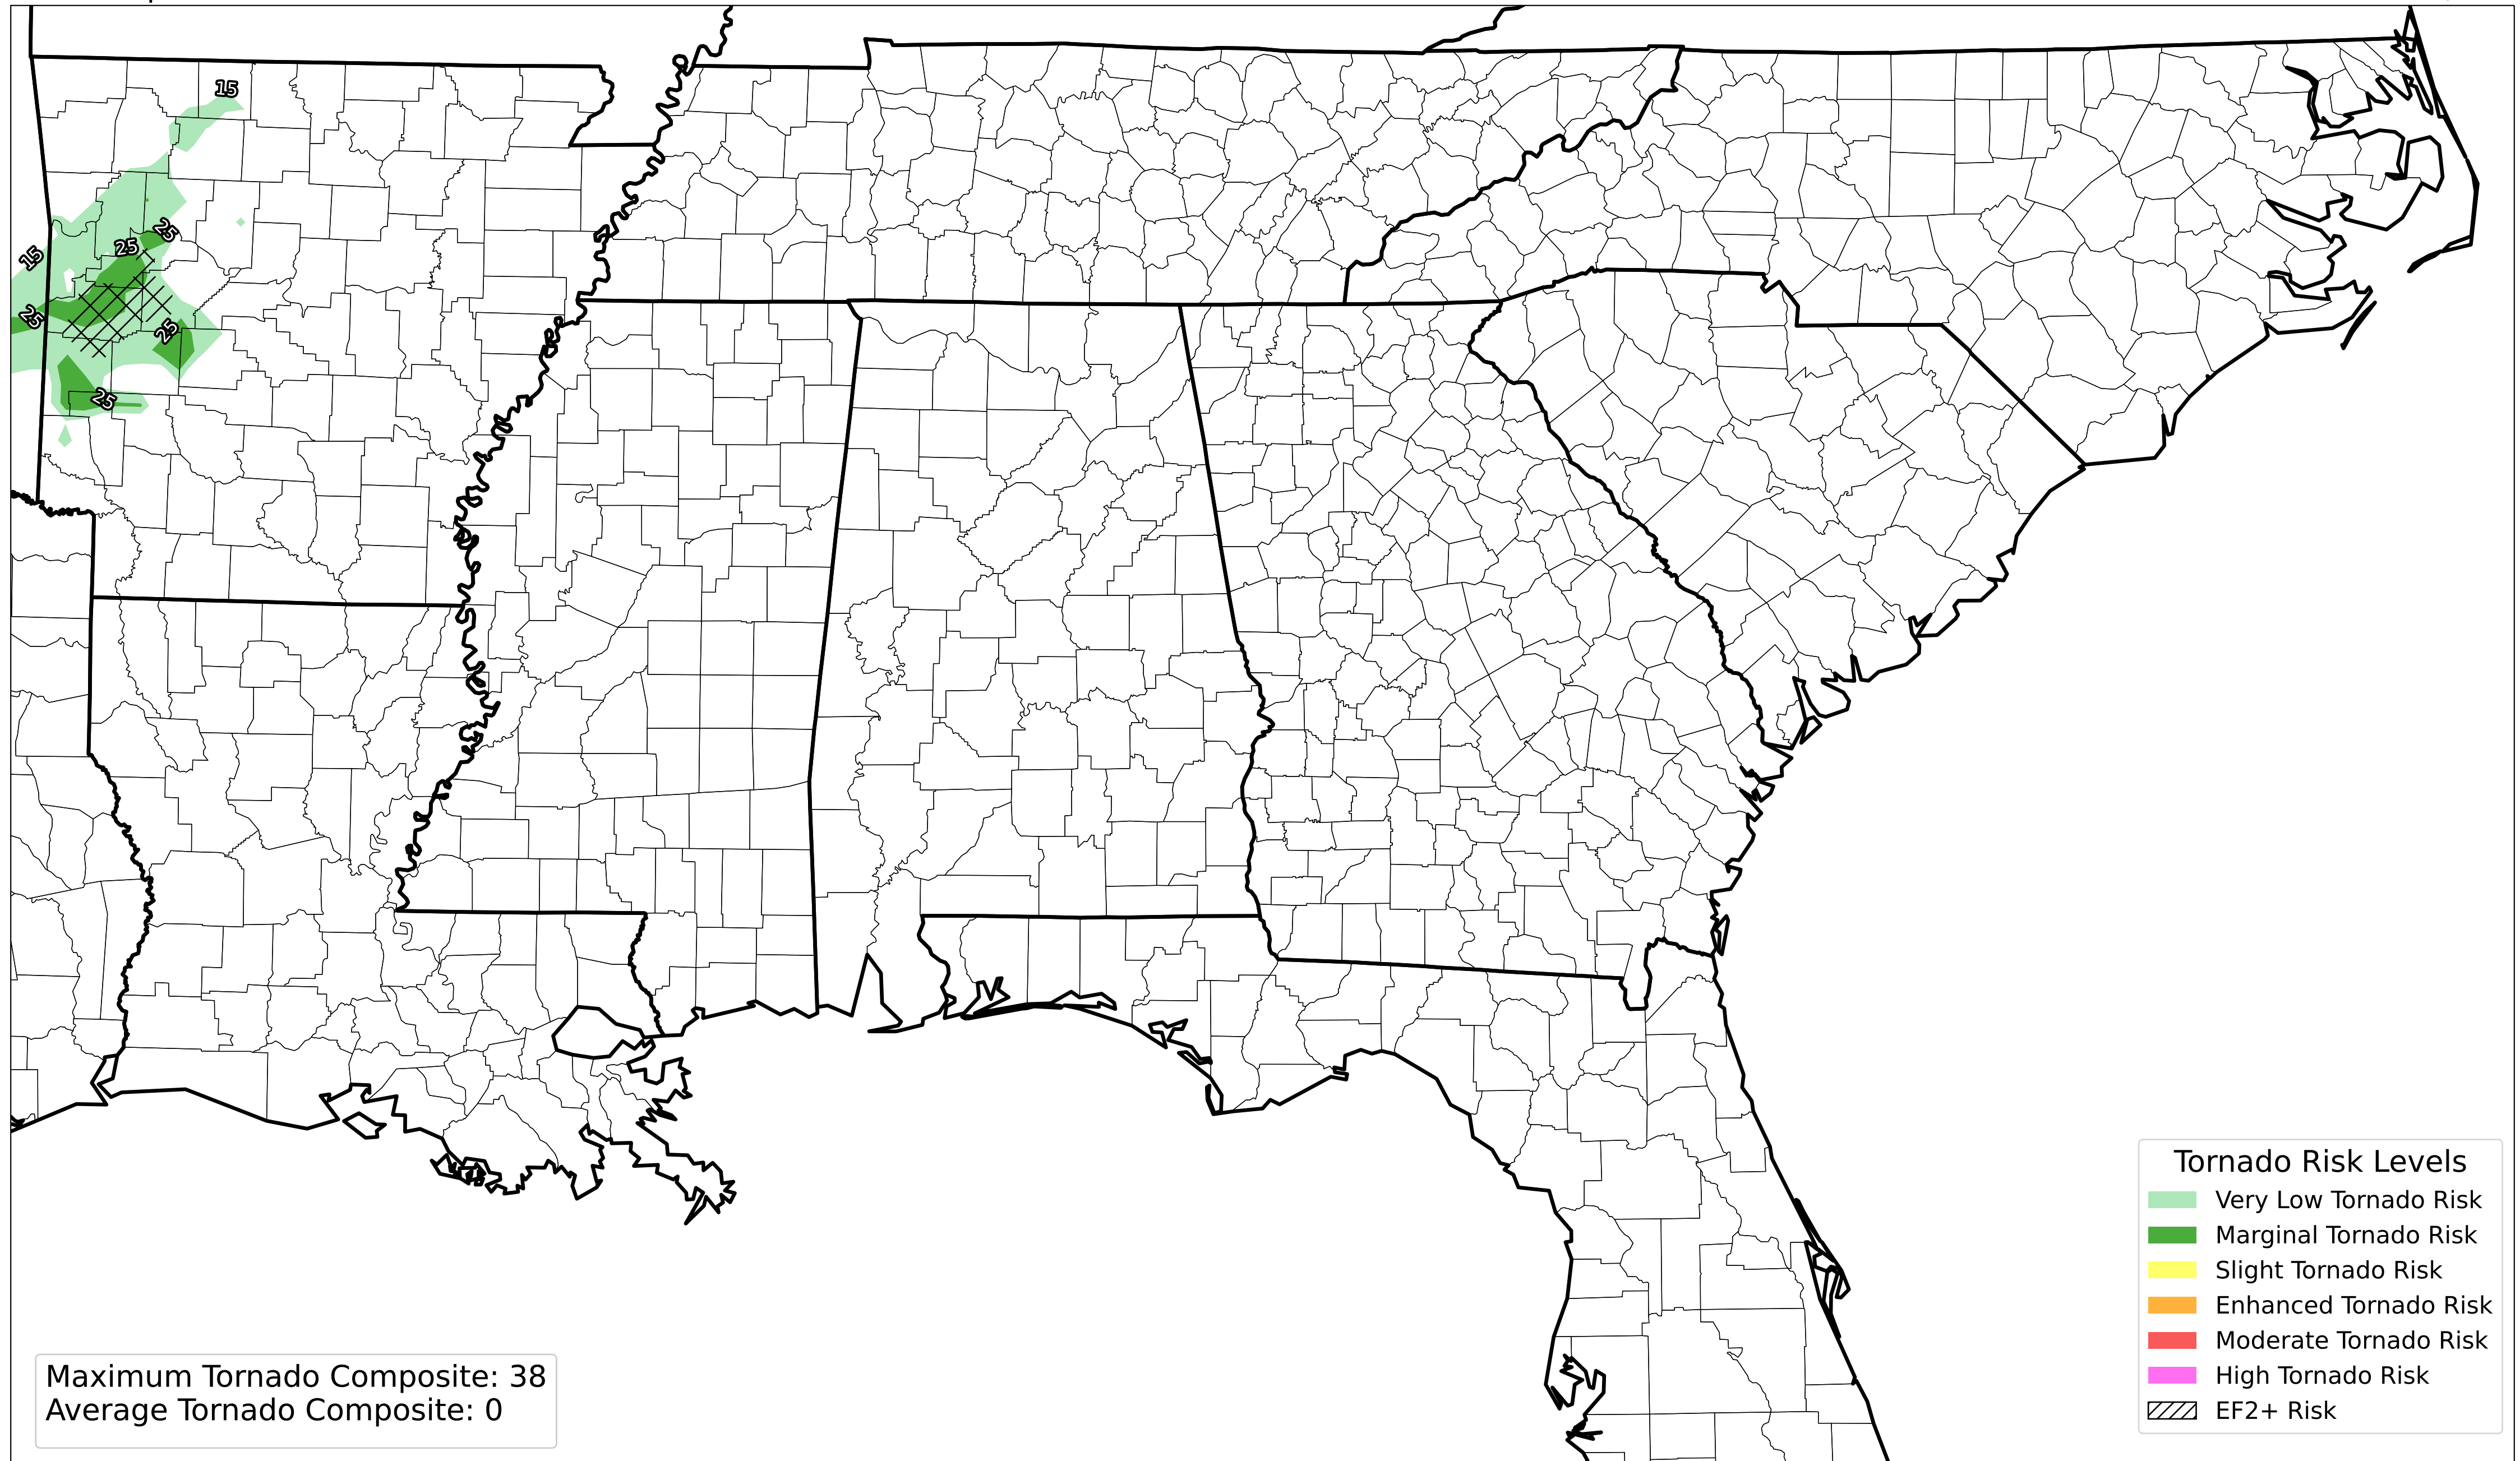 15
25
25
15
25
25
25
Tornado Risk Levels
Very Low Tornado Risk
Marginal Tornado Risk
Slight Tornado Risk
Enhanced Tornado Risk
Moderate Tornado Risk
High Tornado Risk
EF2+ Risk
Maximum Tornado Composite: 38
Average Tornado Composite: 0